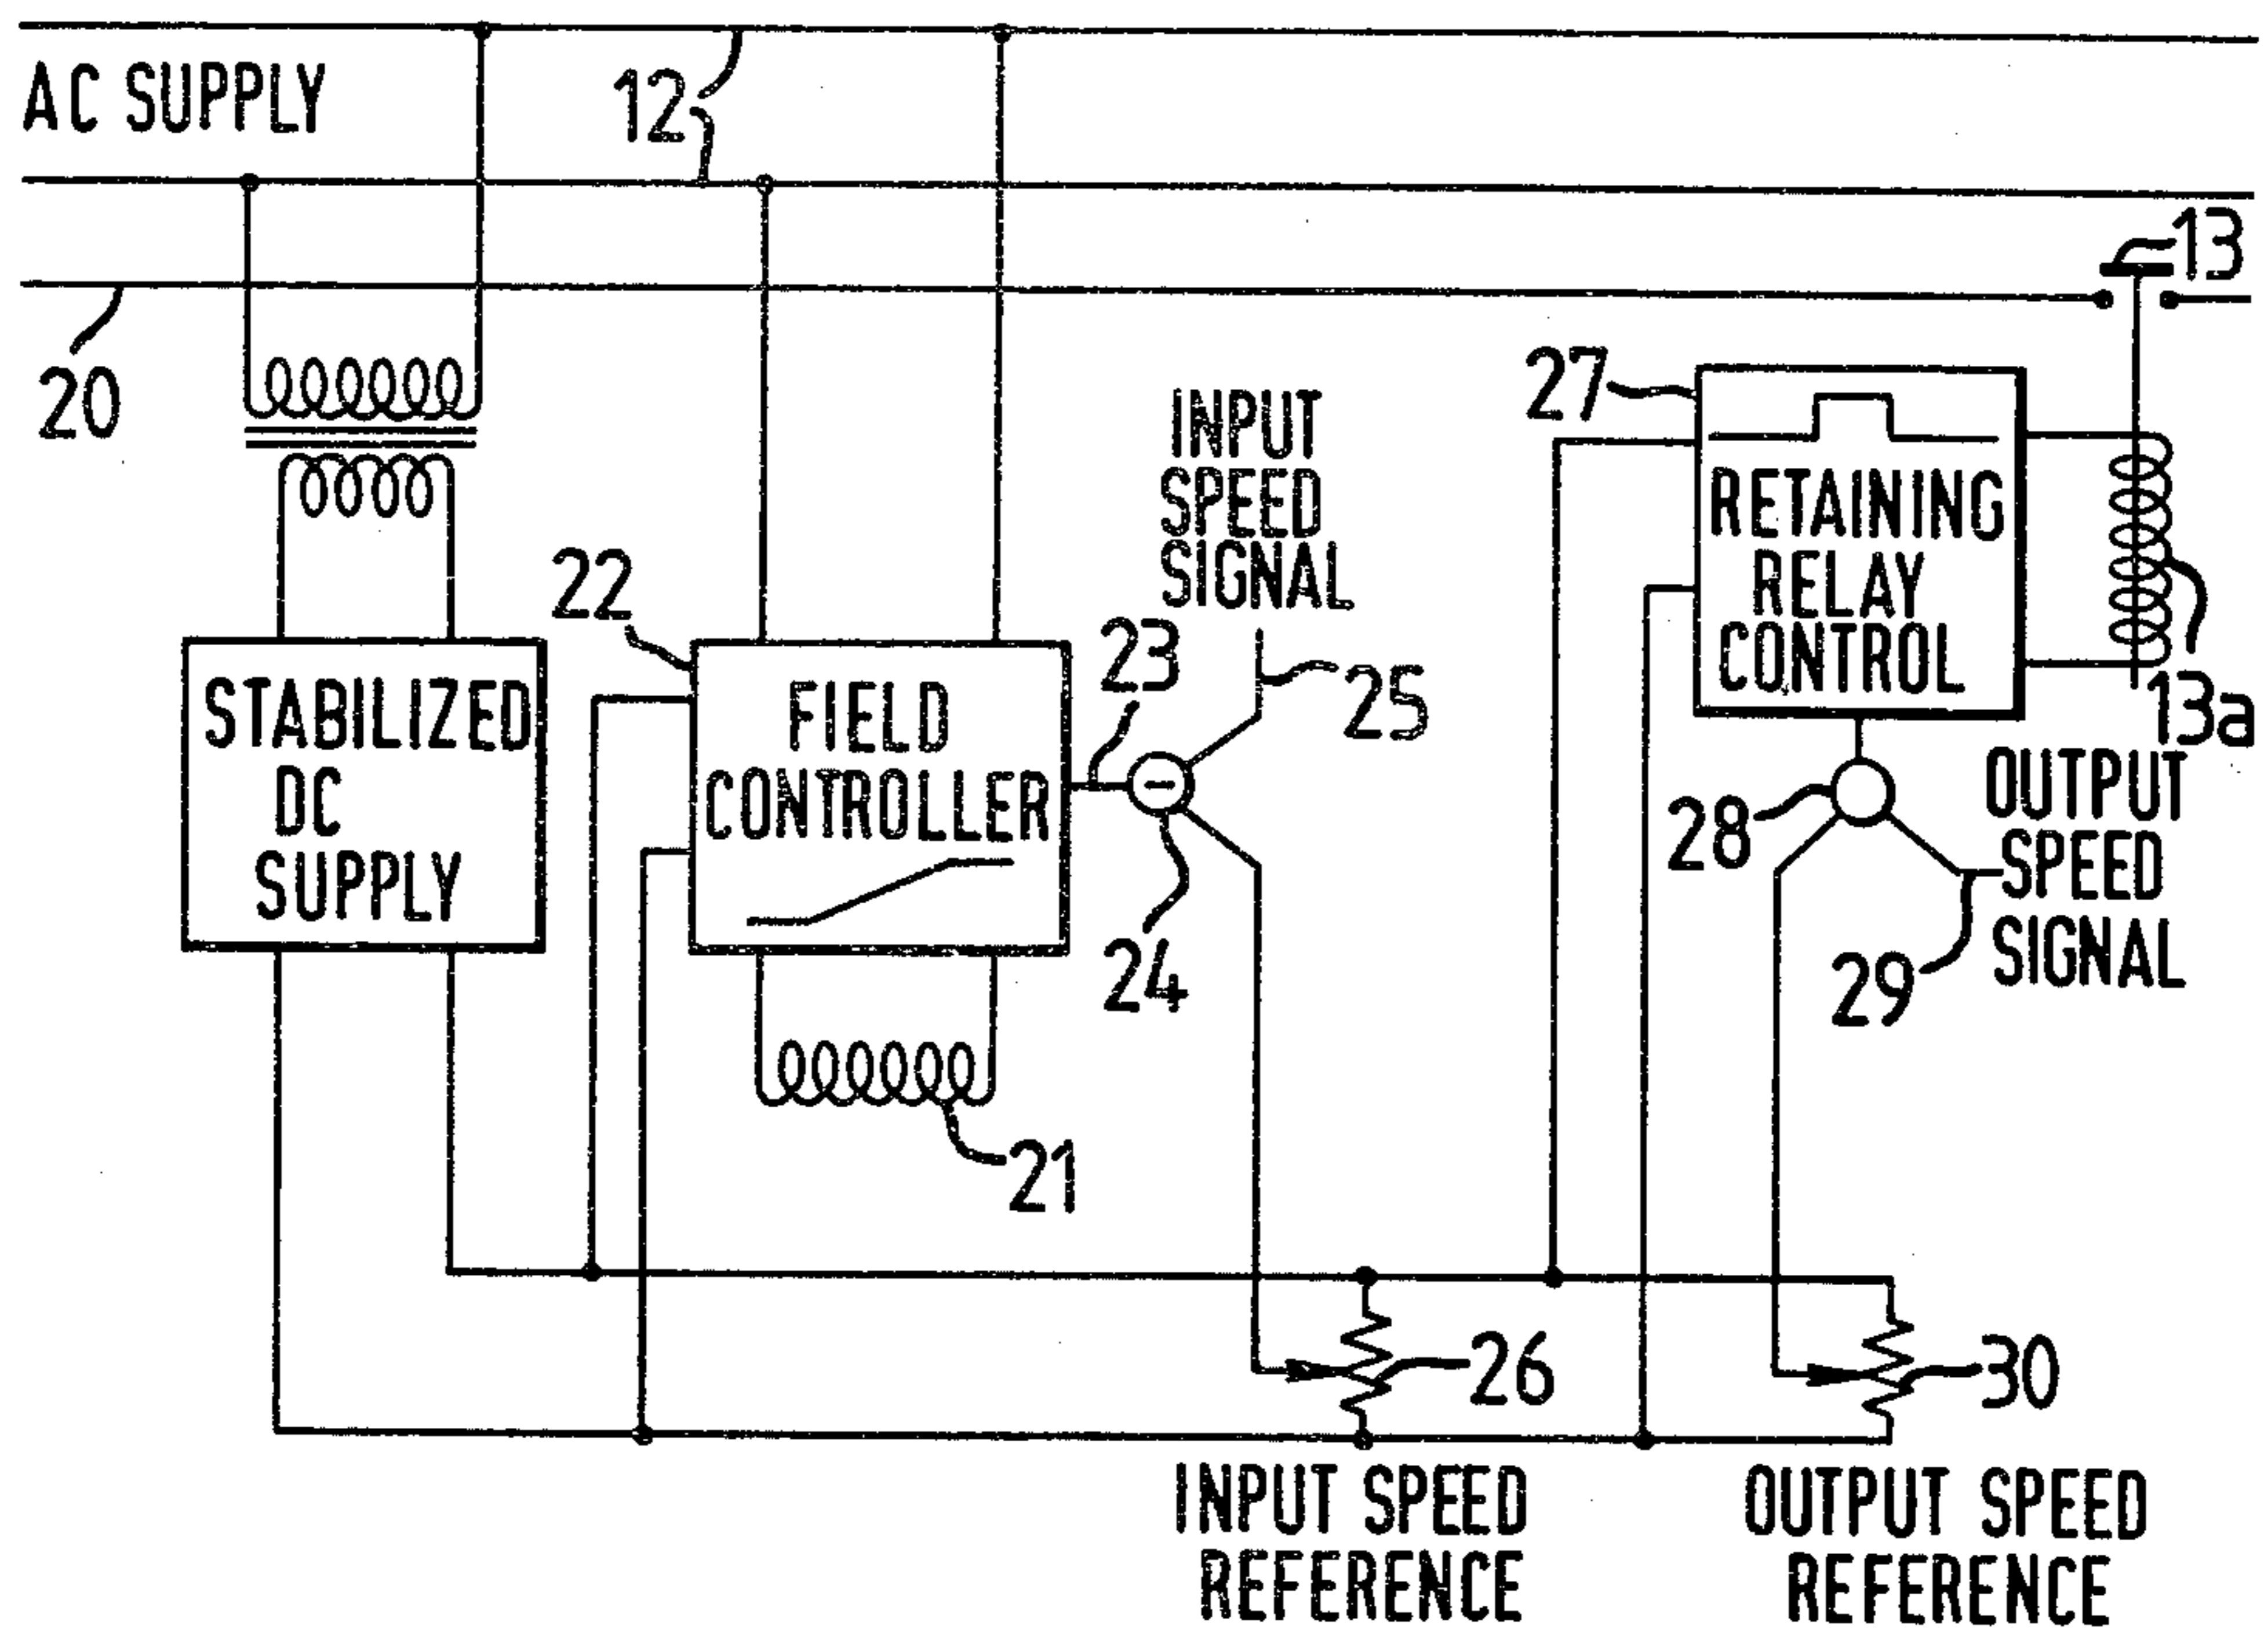 AC SUPPLY
12
13
20
27
INPUT
SPEED
SIGNAL
RETAINING
RELAY
CONTROL
22
23
25
13a
STABILIZED
DC
SUPPLY
FIELD
CONTROLLER
28
OUTPUT
SPEED
SIGNAL
24
29
21
26
30
INPUT SPEED
REFERENCE
OUTPUT SPEED
REFERENCE